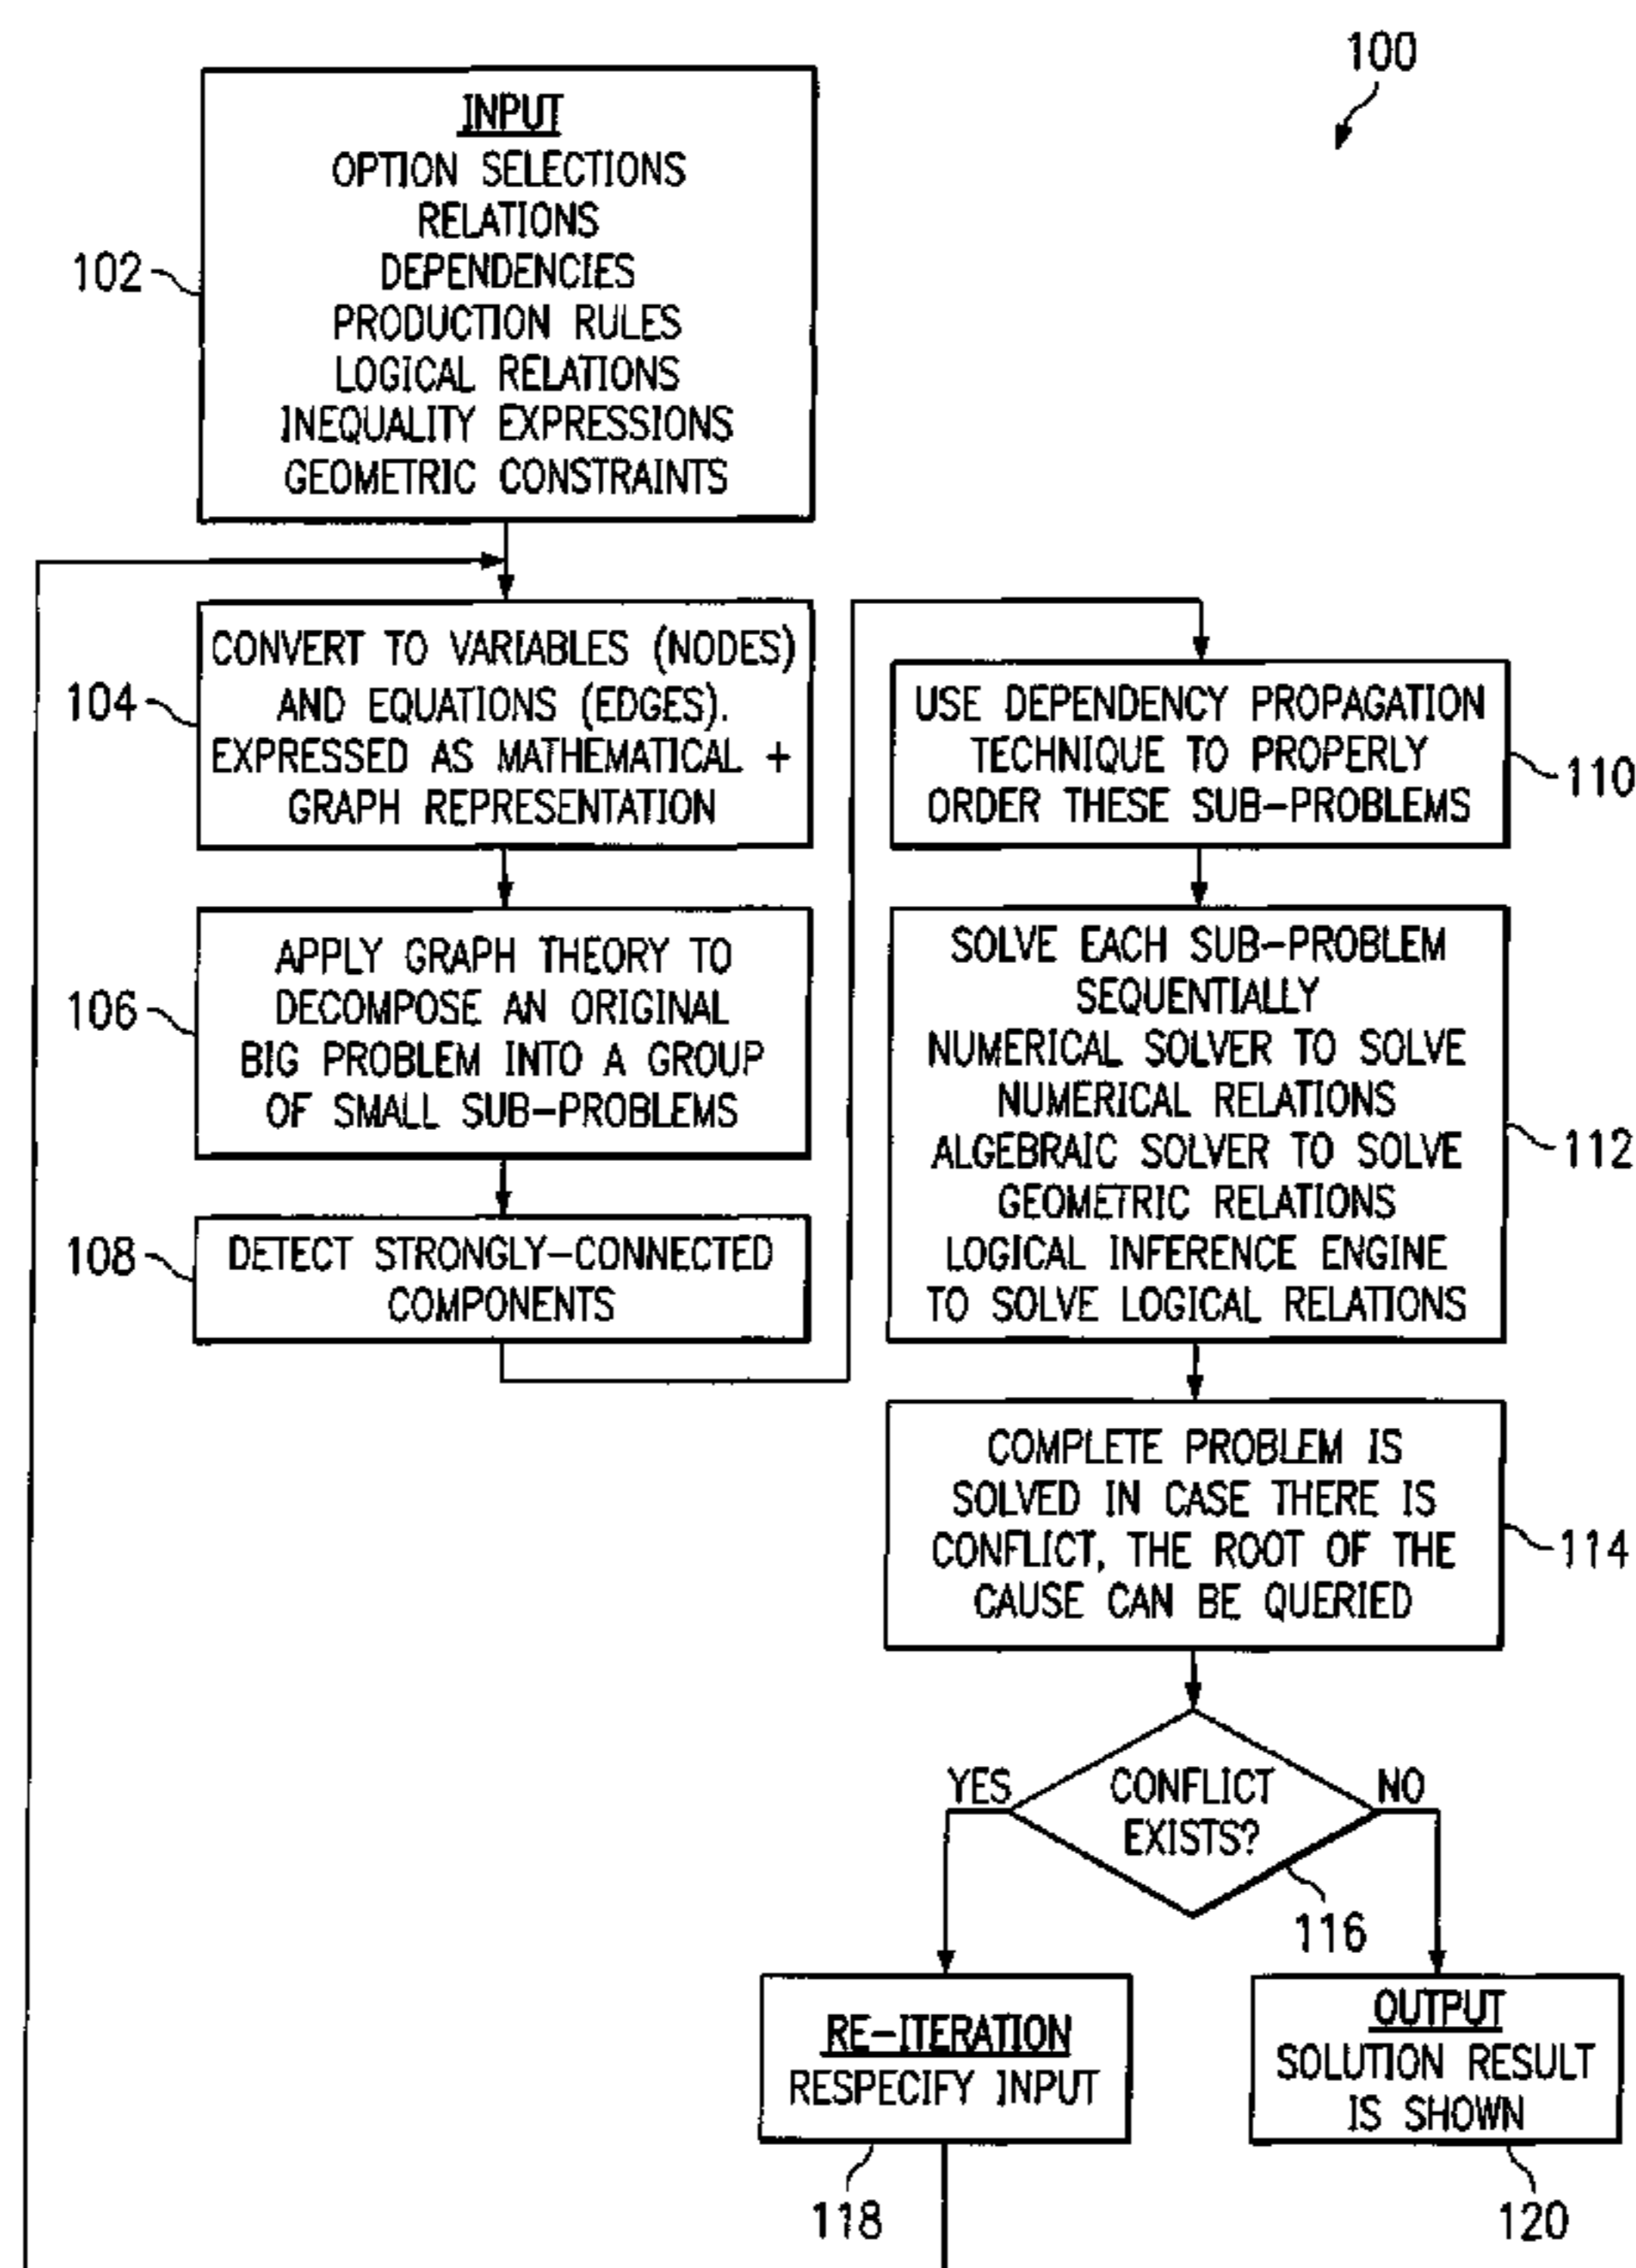 100
INPUT
OPTION SELECTIONS
RELATIONS
DEPENDENCIES
PRODUCTION RULES
LOGICAL RELATIONS
INEQUALITY EXPRESSIONS
GEOMETRIC CONSTRAINTS
102
CONVERT TO VARIABLES (NODES)
AND EQUATIONS (EDGES).
EXPRESSED AS MATHEMATICAL +
GRAPH REPRESENTATION
104
APPLY GRAPH THEORY TO
DECOMPOSE AN ORIGINAL
BIG PROBLEM INTO A GROUP
OF SMALL SUB-PROBLEMS
106
DETECT STRONGLY-CONNECTED
COMPONENTS
108
USE DEPENDENCY PROPAGATION
TECHNIQUE TO PROPERLY
ORDER THESE SUB-PROBLEMS
110
SOLVE EACH SUB-PROBLEM
SEQUENTIALLY
NUMERICAL SOLVER TO SOLVE
NUMERICAL RELATIONS
ALGEBRAIC SOLVER TO SOLVE
GEOMETRIC RELATIONS
LOGICAL INFERENCE ENGINE
TO SOLVE LOGICAL RELATIONS
112
COMPLETE PROBLEM IS
SOLVED IN CASE THERE IS
CONFLICT, THE ROOT OF THE
CAUSE CAN BE QUERIED
114
YES
CONFLICT
EXISTS?
NO
116
RE-ITERATION
RESPECIFY INPUT
118
OUTPUT
SOLUTION RESULT
IS SHOWN
120